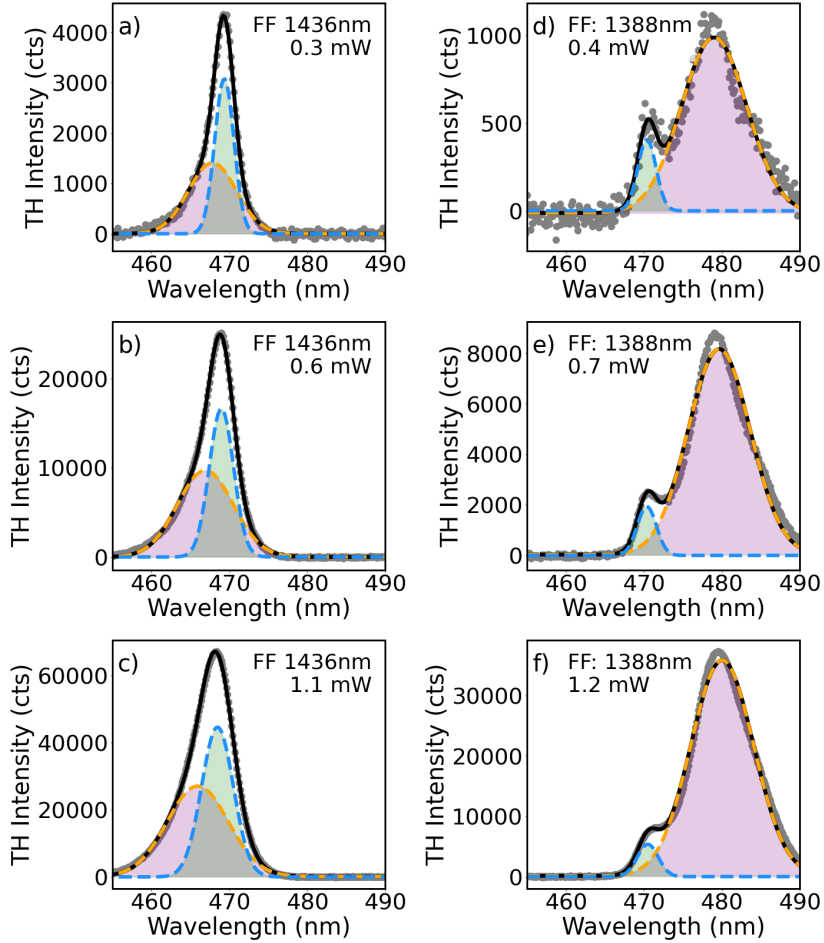 a)
FF 1436nm
0.3 mW
TH Intensity (cts)
4000
3000
2000
1000
0
460 470 480 490
Wavelength (nm)
d)
FF: 1388nm
0.4 mW
TH Intensity (cts)
1000
500
0
460 470 480 490
Wavelength (nm)
b)
FF 1436nm
0.6 mW
TH Intensity (cts)
20000
10000
0
460 470 480 490
Wavelength (nm)
e)
FF: 1388nm
0.7 mW
TH Intensity (cts)
8000
6000
4000
2000
0
460 470 480 490
Wavelength (nm)
c)
FF 1436nm
1.1 mW
TH Intensity (cts)
60000
40000
20000
0
460 470 480 490
Wavelength (nm)
f)
FF: 1388nm
1.2 mW
TH Intensity (cts)
30000
20000
10000
0
460 470 480 490
Wavelength (nm)